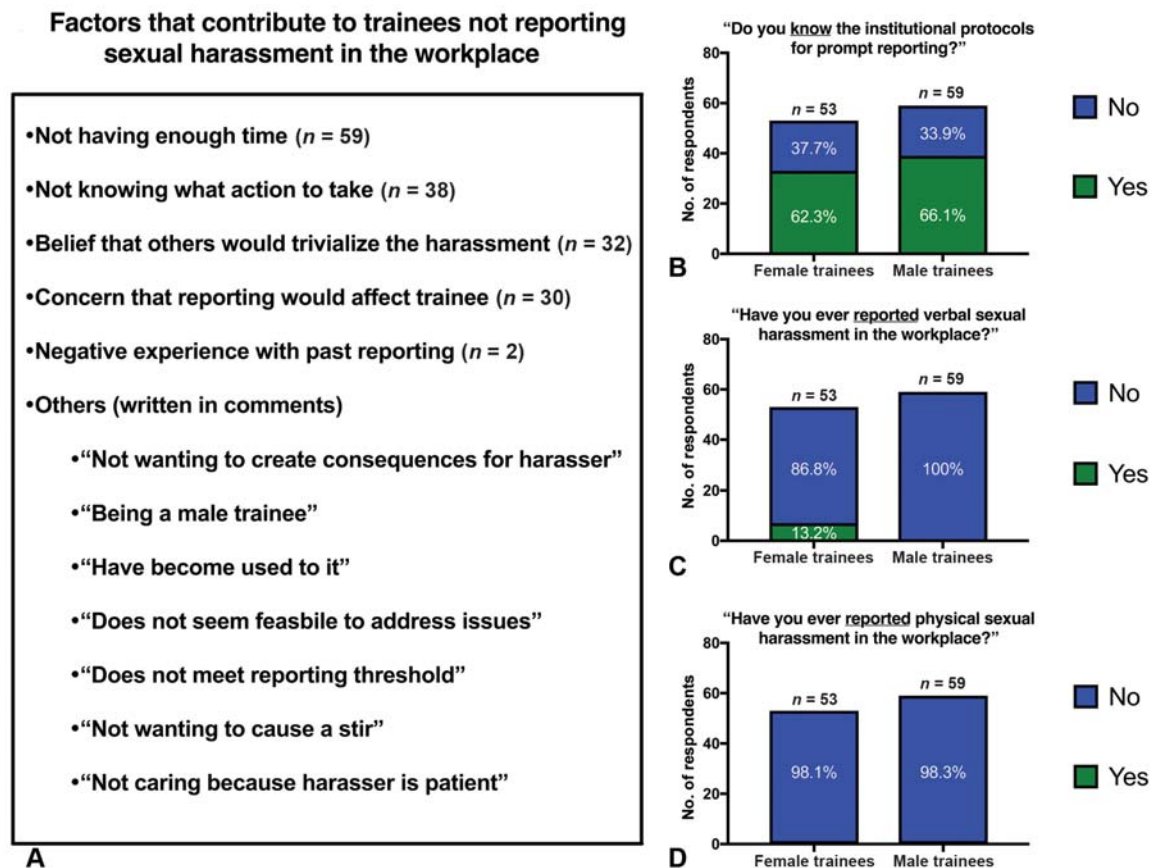 Factors that contribute to trainees not reporting
sexual harassment in the workplace
•Not having enough time (n = 59)
•Not knowing what action to take (n = 38)
•Belief that others would trivialize the harassment (n = 32)
•Concern that reporting would affect trainee (n = 30)
•Negative experience with past reporting (n = 2)
•Others (written in comments)
•“Not wanting to create consequences for harasser”
•“Being a male trainee”
•“Have become used to it”
•“Does not seem feasbile to address issues”
•“Does not meet reporting threshold”
•“Not wanting to cause a stir”
•“Not caring because harasser is patient”
A
“Do you know the institutional protocols
for prompt reporting?”
No. of respondents
80
60
40
20
0
n = 53
n = 59
37.7%
33.9%
62.3%
66.1%
Female trainees Male trainees
No
Yes
B
“Have you ever reported verbal sexual
harassment in the workplace?”
No. of respondents
80
60
40
20
0
n = 53
n = 59
86.8%
100%
13.2%
Female trainees Male trainees
No
Yes
C
“Have you ever reported physical sexual
harassment in the workplace?”
No. of respondents
80
60
40
20
0
n = 53
n = 59
98.1%
98.3%
Female trainees Male trainees
No
Yes
D